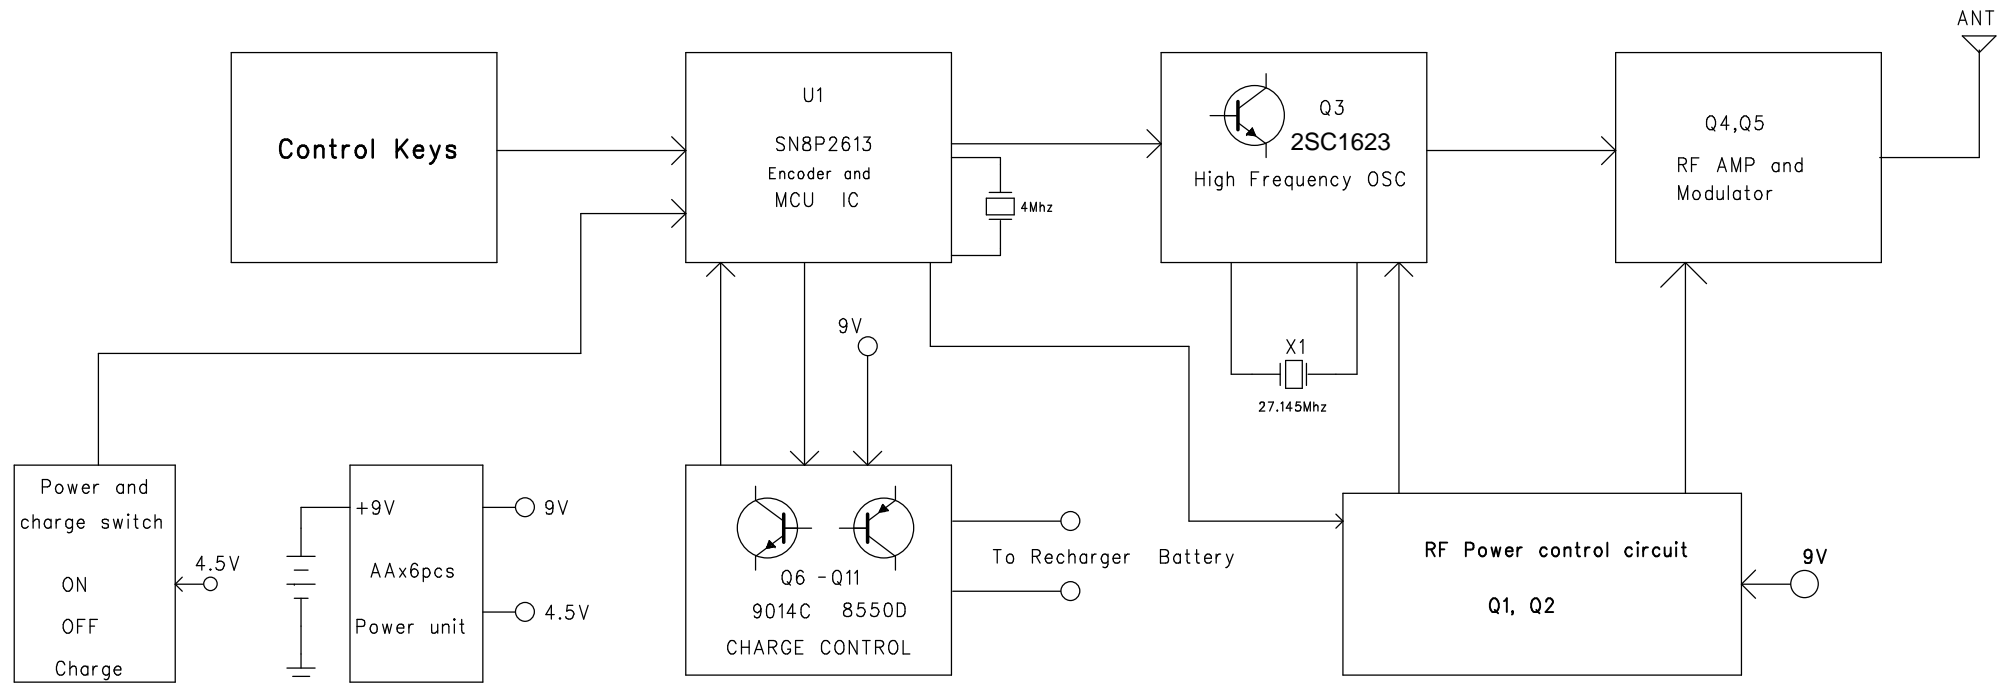 ANT
Control Keys
U1
SN8P2613
Encoder and
MCU IC
4Mhz
Q3
2SC1623
High Frequency OSC
Q4,Q5
RF AMP and
Modulator
9V
X1
27.145Mhz
Power and
charge switch
ON
OFF
Charge
4.5V
+9V
AAx6pcs
Power unit
9V
4.5V
Q6 -Q11
9014C 8550D
CHARGE CONTROL
To Recharger Battery
RF Power control circuit
Q1, Q2
9V